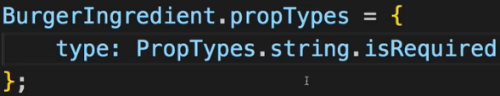 BurgerIngredient.propTypes = {
    type: PropTypes.string.isRequired
};